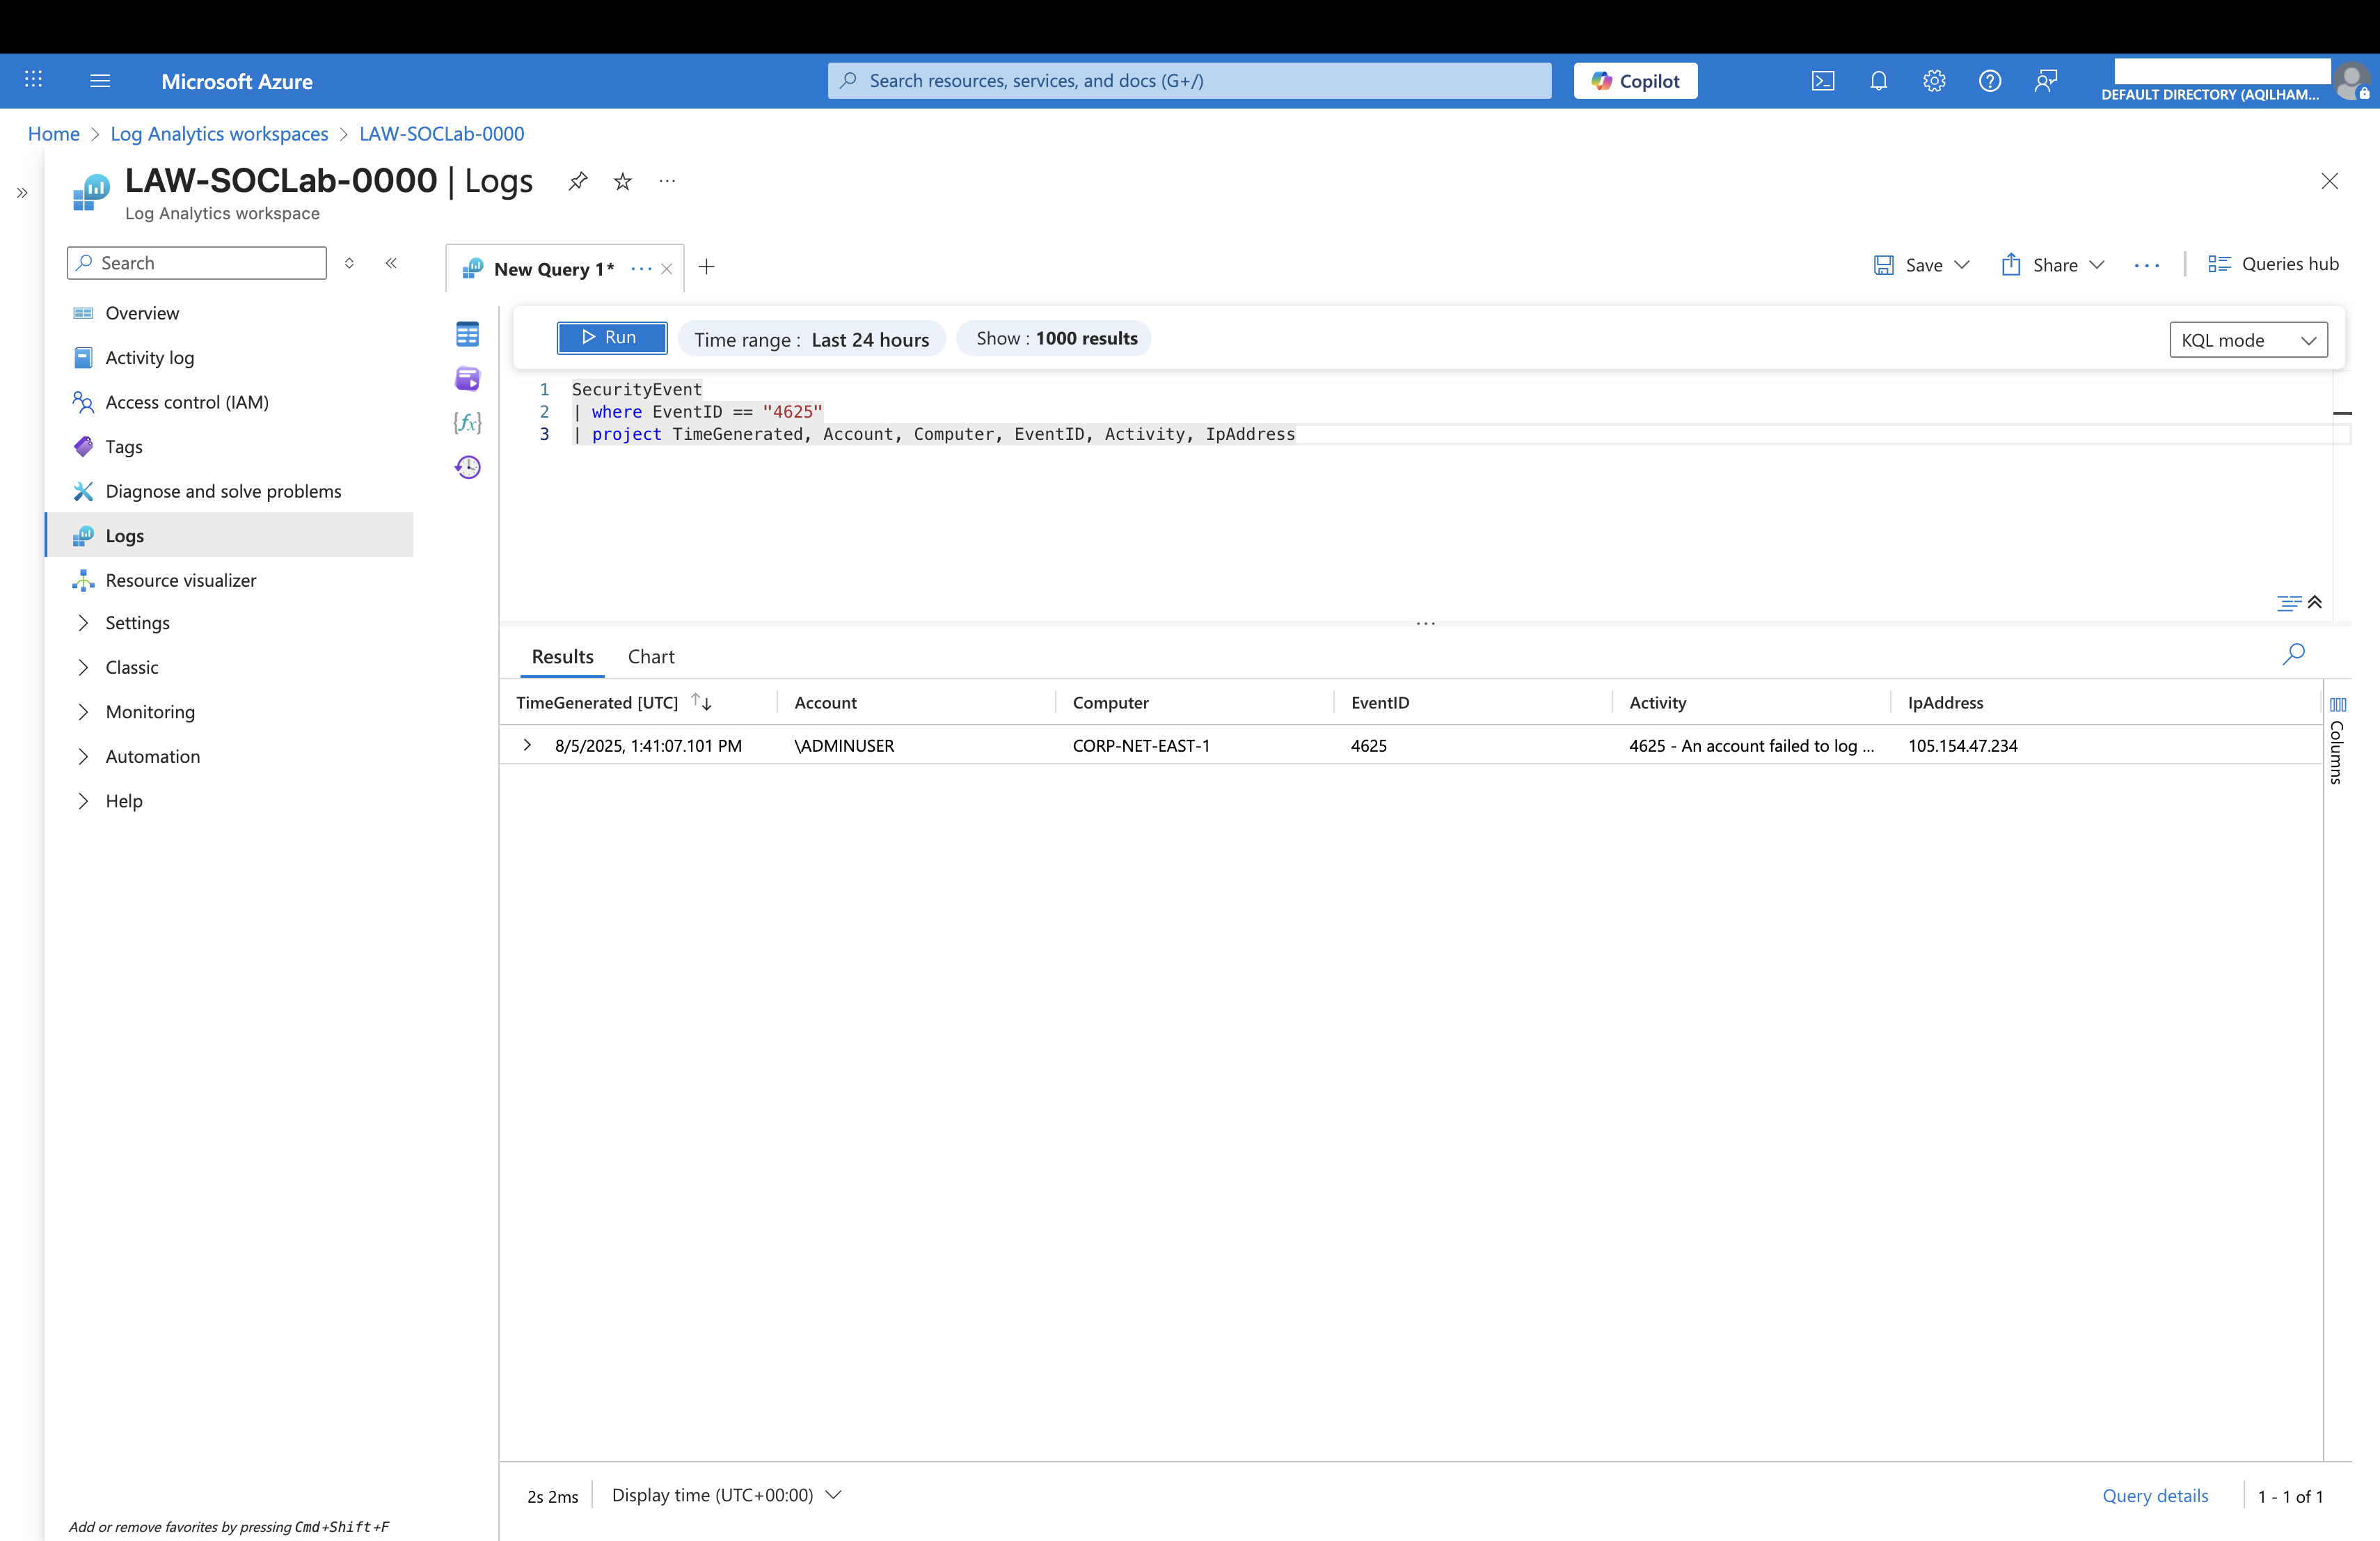 Microsoft Azure
Search resources, services, and docs (G+/)
Copilot
DEFAULT DIRECTORY (AQILHAM...
Home > Log Analytics workspaces > LAW-SOCLab-0000
LAW-SOCLab-0000 | Logs
Log Analytics workspace
Search
Overview
Activity log
Access control (IAM)
Tags
Diagnose and solve problems
Logs
Resource visualizer
Settings
Classic
Monitoring
Automation
Help
Add or remove favorites by pressing Cmd+Shift+F
New Query 1*
Save
Share
Queries hub
Run
Time range : Last 24 hours
Show : 1000 results
KQL mode
1 SecurityEvent
2 | where EventID == "4625"
3 | project TimeGenerated, Account, Computer, EventID, Activity, IpAddress
{fx}
Results Chart
TimeGenerated [UTC] Account Computer EventID Activity IpAddress
8/5/2025, 1:41:07.101 PM \ADMINUSER CORP-NET-EAST-1 4625 4625 - An account failed to log ... 105.154.47.234
Columns
2s 2ms Display time (UTC+00:00) Query details 1 - 1 of 1